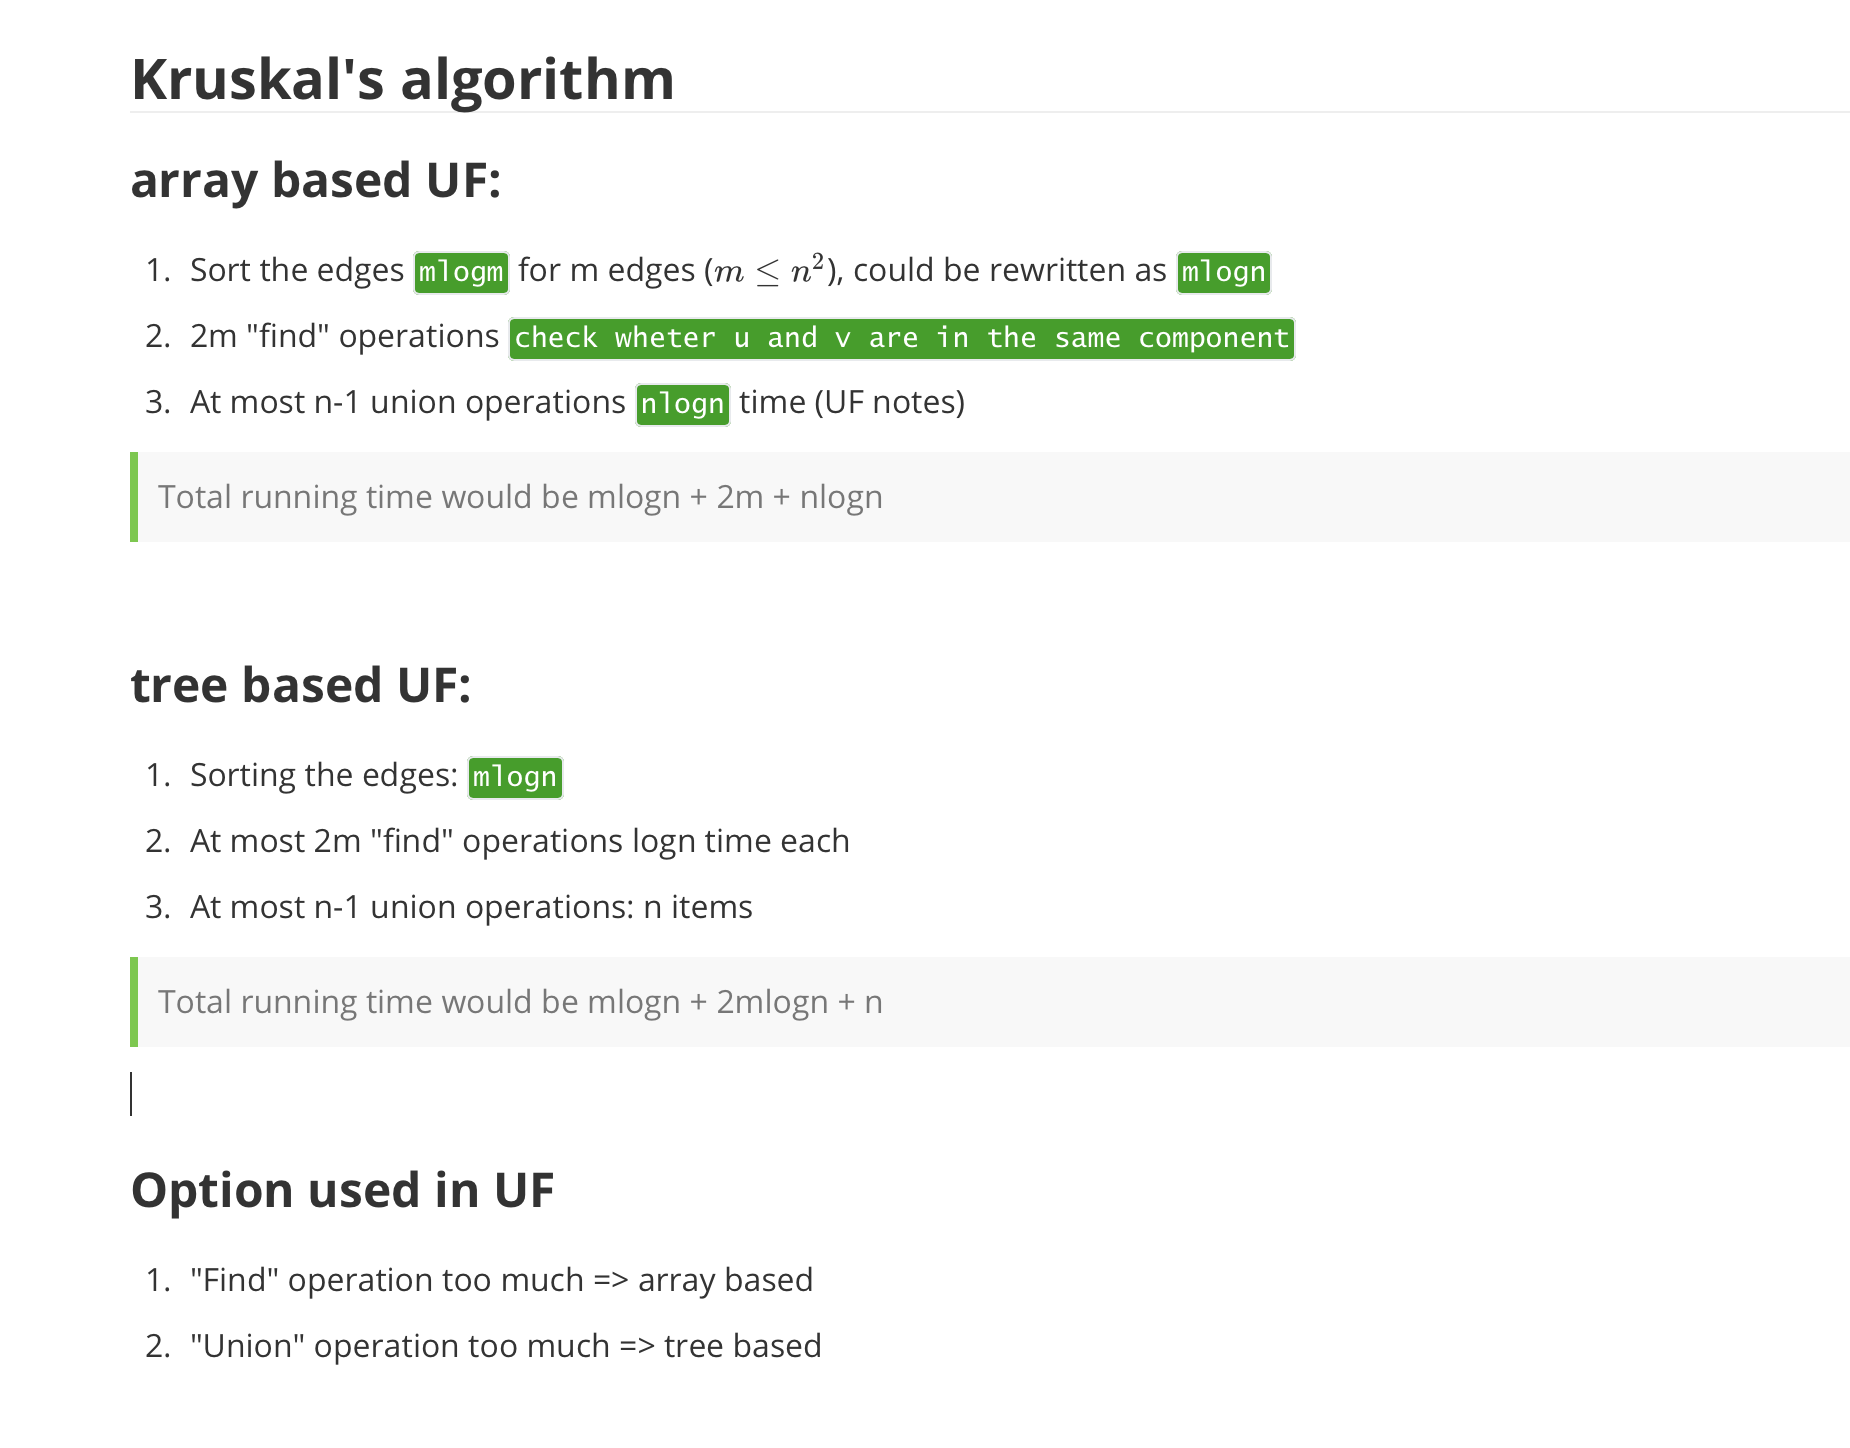 Kruskal's algorithm
array based UF:
1. Sort the edges mlogm for m edges (m ≤ n²), could be rewritten as mlogn
2. 2m "find" operations check wheter u and v are in the same component
3. At most n-1 union operations nlogn time (UF notes)
Total running time would be mlogn + 2m + nlogn
tree based UF:
1. Sorting the edges: mlogn
2. At most 2m "find" operations logn time each
3. At most n-1 union operations: n items
Total running time would be mlogn + 2mlogn + n
Option used in UF
1. "Find" operation too much => array based
2. "Union" operation too much => tree based